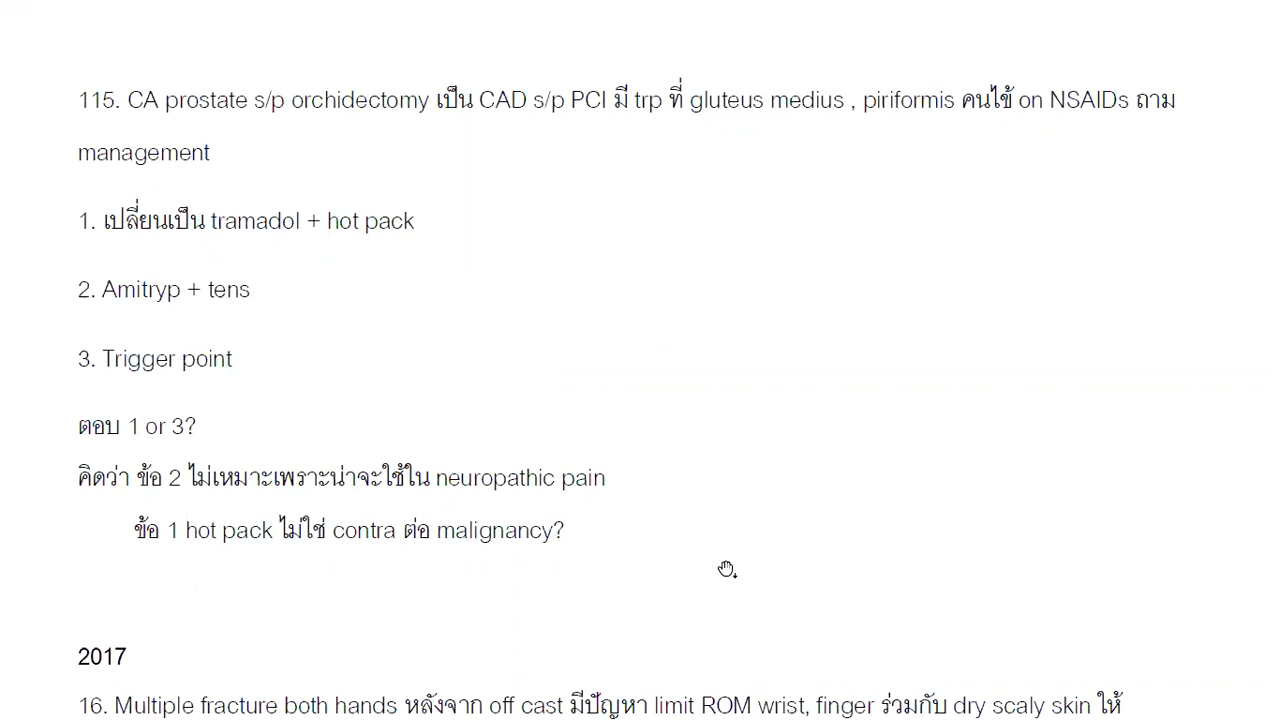 115. CA prostate s/p orchidectomy เป็น CAD s/p PCI มี trp ที่ gluteus medius , piriformis คนไข้ on NSAIDs ถาม
management
1. เปลี่ยนเป็น tramadol + hot pack
2. Amitryp + tens
3. Trigger point
ตอบ 1 or 3?
คิดว่า ข้อ 2 ไม่เหมาะเพราะน่าจะใช้ใน neuropathic pain
ข้อ 1 hot pack ไม่ใช่ contra ต่อ malignancy?
2017
16. Multiple fracture both hands หลังจาก off cast มีปัญหา limit ROM wrist, finger ร่วมกับ dry scaly skin ให้